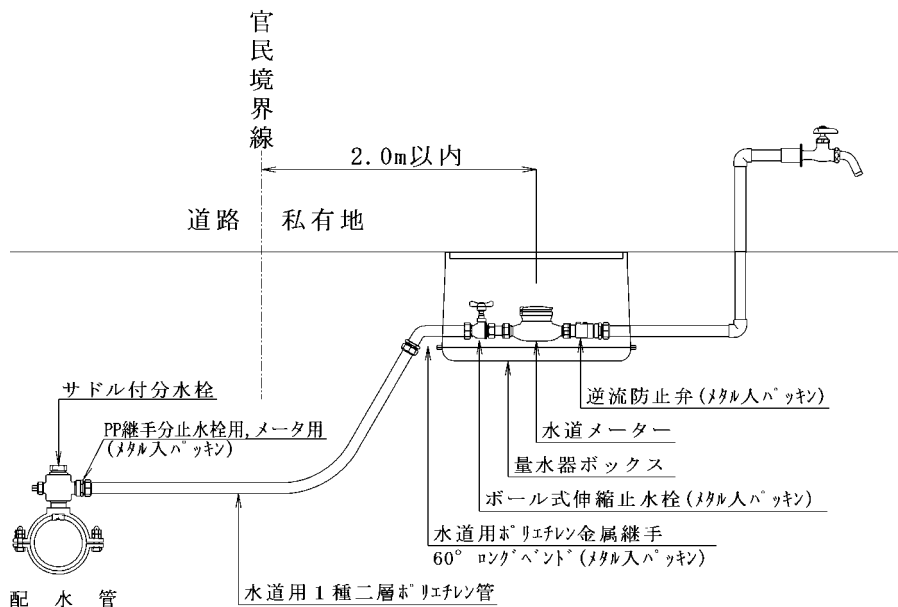 官民境界線
2.0m以内
道路 私有地
サドル付分水栓
PP継手分止水栓用,メータ用
(メタル入パッキン)
逆流防止弁(メタル人パッキン)
水道メーター
量水器ボックス
ボール式伸縮止水栓(メタル人パッキン)
水道用ポリエチレン金属継手
60° ロングベンド(メタル入パッキン)
水道用1種二層ポリエチレン管
配水管